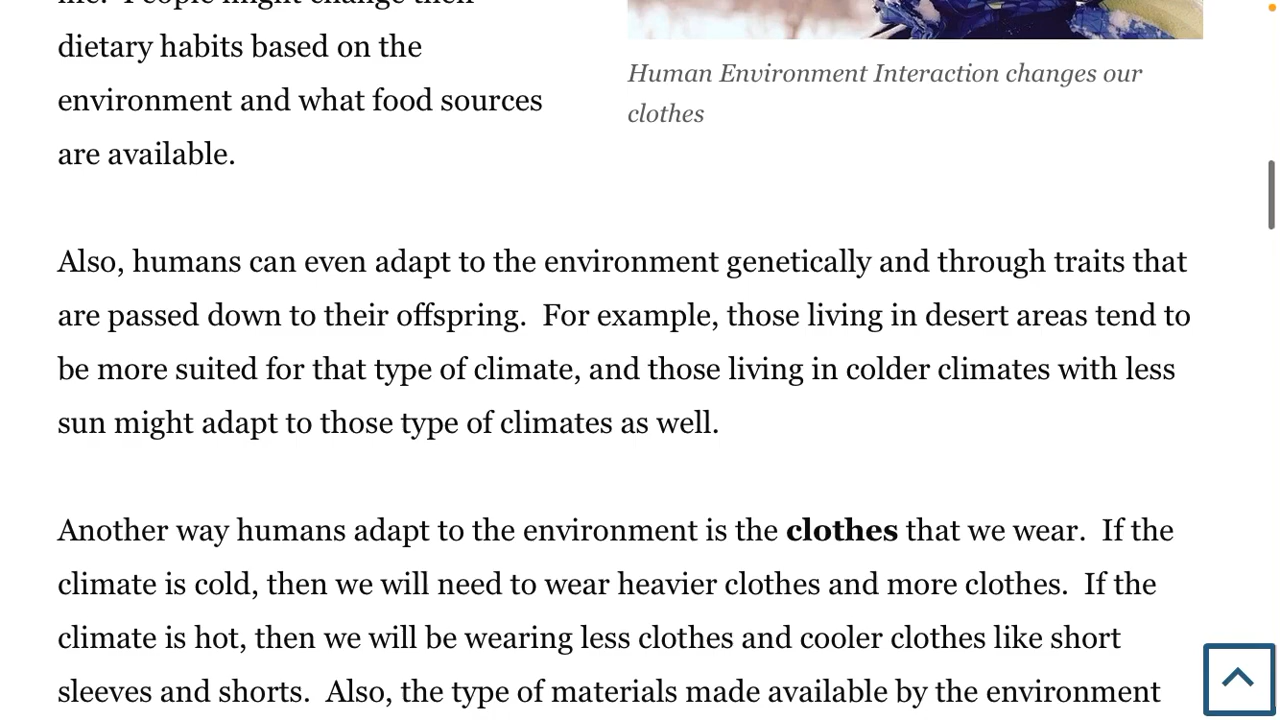 dietary habits based on the
environment and what food sources
are available.
Human Environment Interaction changes our
clothes
Also, humans can even adapt to the environment genetically and through traits that
are passed down to their offspring.  For example, those living in desert areas tend to
be more suited for that type of climate, and those living in colder climates with less
sun might adapt to those type of climates as well.
Another way humans adapt to the environment is the clothes that we wear.  If the
climate is cold, then we will need to wear heavier clothes and more clothes.  If the
climate is hot, then we will be wearing less clothes and cooler clothes like short
sleeves and shorts.  Also, the type of materials made available by the environment